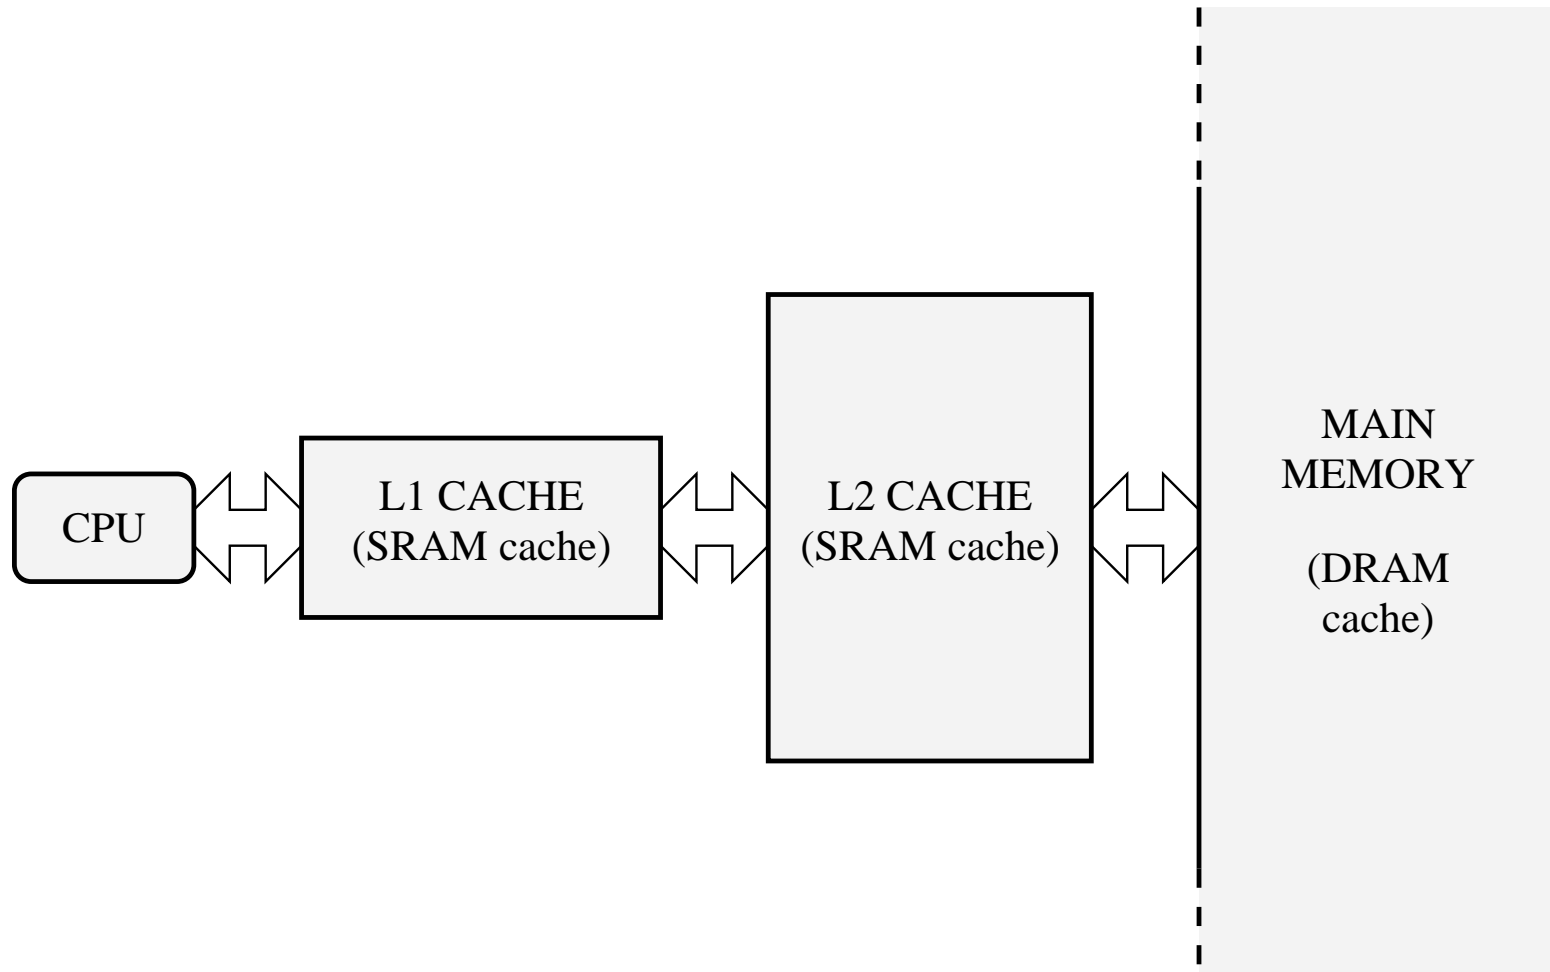 CPU
L1 CACHE
(SRAM cache)
L2 CACHE
(SRAM cache)
MAIN
MEMORY
(DRAM
cache)